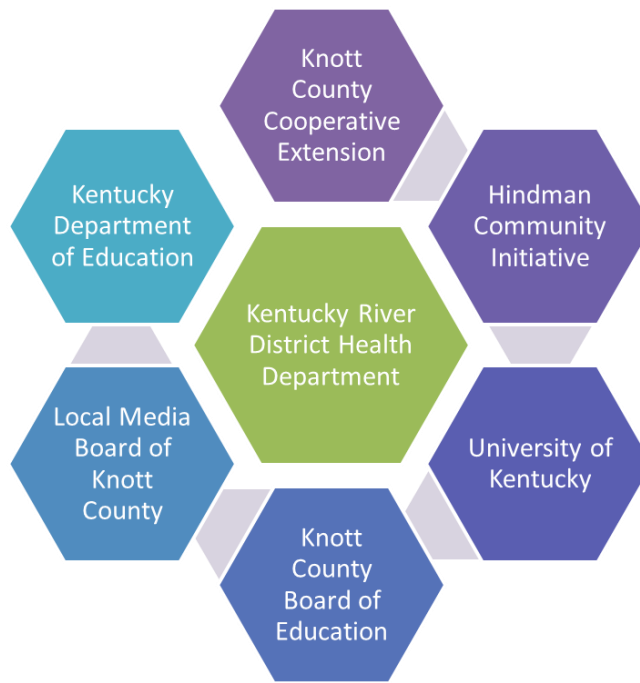 Knott
County
Cooperative
Extension
Kentucky
Department
of Education
Hindman
Community
Initiative
Kentucky River
District Health
Department
Local Media
Board of
Knott
County
University of
Kentucky
Knott
County
Board of
Education